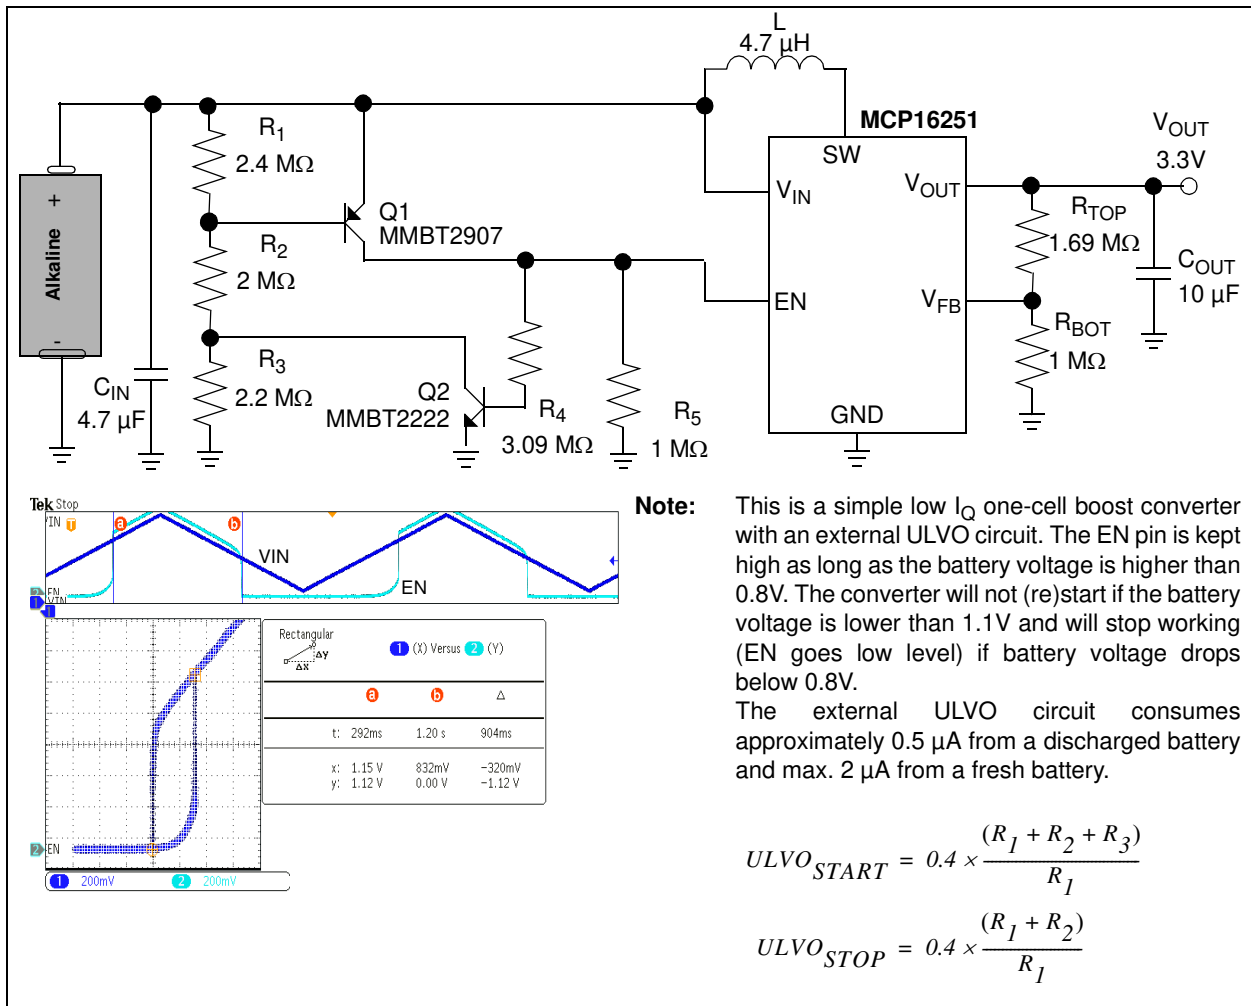 L
4.7 µH
MCP16251
R1
2.4 MΩ
SW
VOUT
3.3V
VIN
VOUT
Alkaline
+
-
Q1
MMBT2907
RTOP
1.69 MΩ
R2
2 MΩ
COUT
10 µF
EN
VFB
RBOT
1 MΩ
R3
2.2 MΩ
CIN
4.7 µF
Q2
MMBT2222
R4
3.09 MΩ
R5
1 MΩ
GND
Tek Stop
VIN
T
a
b
VIN
EN
2 EN
1 VIN
1
Rectangular
Δy
Δx
1 (X) Versus 2 (Y)
a b Δ
t: 292ms 1.20 s 904ms
x: 1.15 V 832mV −320mV
y: 1.12 V 0.00 V −1.12 V
2 EN
1 200mV 2 200mV
Note: This is a simple low IQ one-cell boost converter
with an external ULVO circuit. The EN pin is kept
high as long as the battery voltage is higher than
0.8V. The converter will not (re)start if the battery
voltage is lower than 1.1V and will stop working
(EN goes low level) if battery voltage drops
below 0.8V.
The external ULVO circuit consumes
approximately 0.5 µA from a discharged battery
and max. 2 µA from a fresh battery.
ULVOSTART = 0.4 × (R1 + R2 + R3) / R1
ULVOSTOP = 0.4 × (R1 + R2) / R1